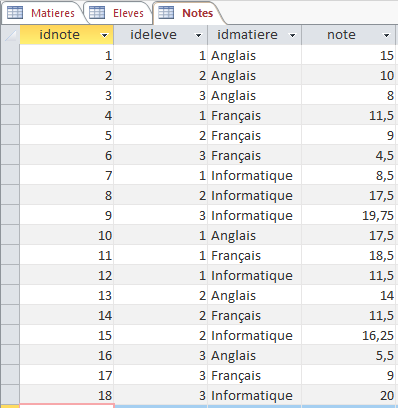 Matieres Eleves Notes
idnote ideleve idmatiere note
1 1 Anglais 15
2 2 Anglais 10
3 3 Anglais 8
4 1 Français 11,5
5 2 Français 9
6 3 Français 4,5
7 1 Informatique 8,5
8 2 Informatique 17,5
9 3 Informatique 19,75
10 1 Anglais 17,5
11 1 Français 18,5
12 1 Informatique 11,5
13 2 Anglais 14
14 2 Français 11,5
15 2 Informatique 16,25
16 3 Anglais 5,5
17 3 Français 9
18 3 Informatique 20